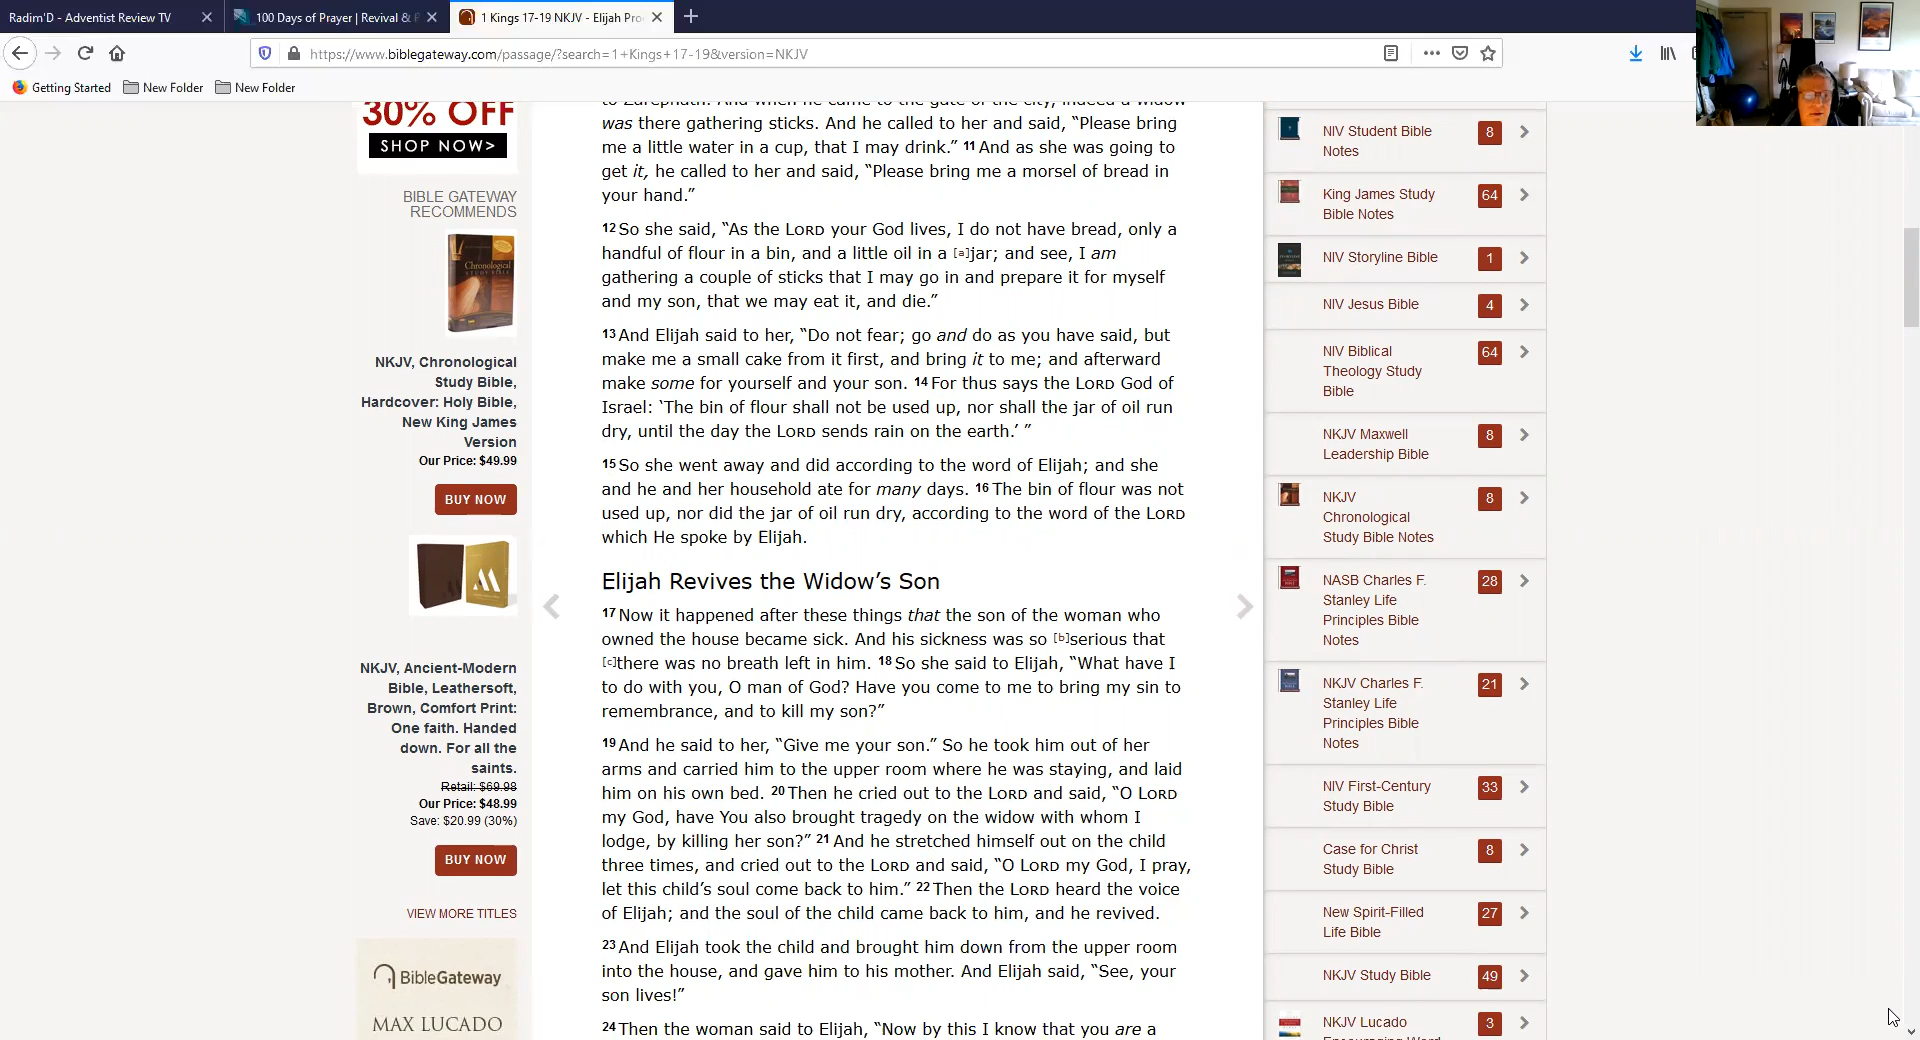 Radim'D - Adventist Review TV
100 Days of Prayer | Revival &
1 Kings 17-19 NKJV - Elijah Pro
https://www.biblegateway.com/passage/?search=1+Kings+17-19&version=NKJV
Getting Started
New Folder
New Folder
30% OFF
SHOP NOW>
BIBLE GATEWAY
RECOMMENDS
Chronological
NKJV, Chronological
Study Bible,
Hardcover: Holy Bible,
New King James
Version
Our Price: $49.99
BUY NOW
NKJV, Ancient-Modern
Bible, Leathersoft,
Brown, Comfort Print:
One faith. Handed
down. For all the
saints.
Retail: $69.98
Our Price: $48.99
Save: $20.99 (30%)
BUY NOW
VIEW MORE TITLES
BibleGateway
MAX LUCADO
to Zarephath. And when he came to the gate of the city, indeed a widow
was there gathering sticks. And he called to her and said, “Please bring
me a little water in a cup, that I may drink.” 11 And as she was going to
get it, he called to her and said, “Please bring me a morsel of bread in
your hand.”
12 So she said, “As the LORD your God lives, I do not have bread, only a
handful of flour in a bin, and a little oil in a [a]jar; and see, I am
gathering a couple of sticks that I may go in and prepare it for myself
and my son, that we may eat it, and die.”
13 And Elijah said to her, “Do not fear; go and do as you have said, but
make me a small cake from it first, and bring it to me; and afterward
make some for yourself and your son. 14 For thus says the LORD God of
Israel: ‘The bin of flour shall not be used up, nor shall the jar of oil run
dry, until the day the LORD sends rain on the earth.’ ”
15 So she went away and did according to the word of Elijah; and she
and he and her household ate for many days. 16 The bin of flour was not
used up, nor did the jar of oil run dry, according to the word of the LORD
which He spoke by Elijah.
Elijah Revives the Widow’s Son
17 Now it happened after these things that the son of the woman who
owned the house became sick. And his sickness was so [b]serious that
[c]there was no breath left in him. 18 So she said to Elijah, “What have I
to do with you, O man of God? Have you come to me to bring my sin to
remembrance, and to kill my son?”
19 And he said to her, “Give me your son.” So he took him out of her
arms and carried him to the upper room where he was staying, and laid
him on his own bed. 20 Then he cried out to the LORD and said, “O LORD
my God, have You also brought tragedy on the widow with whom I
lodge, by killing her son?” 21 And he stretched himself out on the child
three times, and cried out to the LORD and said, “O LORD my God, I pray,
let this child’s soul come back to him.” 22 Then the LORD heard the voice
of Elijah; and the soul of the child came back to him, and he revived.
23 And Elijah took the child and brought him down from the upper room
into the house, and gave him to his mother. And Elijah said, “See, your
son lives!”
24 Then the woman said to Elijah, “Now by this I know that you are a
NIV Student Bible
Notes
8
King James Study
Bible Notes
64
NIV Storyline Bible
1
NIV Jesus Bible
4
NIV Biblical
Theology Study
Bible
64
NKJV Maxwell
Leadership Bible
8
NKJV
Chronological
Study Bible Notes
8
NASB Charles F.
Stanley Life
Principles Bible
Notes
28
NKJV Charles F.
Stanley Life
Principles Bible
Notes
21
NIV First-Century
Study Bible
33
Case for Christ
Study Bible
8
New Spirit-Filled
Life Bible
27
NKJV Study Bible
49
NKJV Lucado
Encouraging Word
3